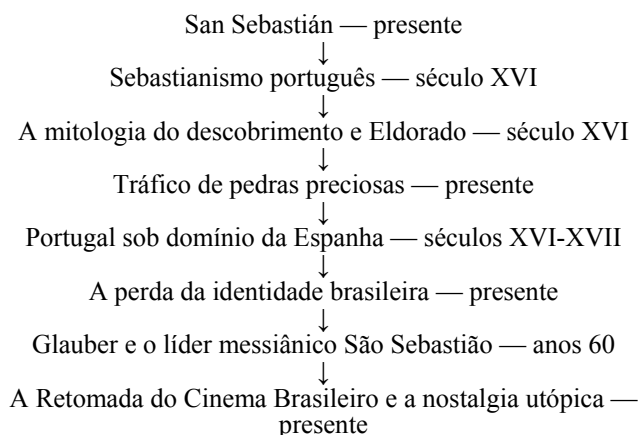 San Sebastián — presente
↓
Sebastianismo português — século XVI
↓
A mitologia do descobrimento e Eldorado — século XVI
↓
Tráfico de pedras preciosas — presente
↓
Portugal sob domínio da Espanha — séculos XVI-XVII
↓
A perda da identidade brasileira — presente
↓
Glauber e o líder messiânico São Sebastião — anos 60
↓
A Retomada do Cinema Brasileiro e a nostalgia utópica —
presente